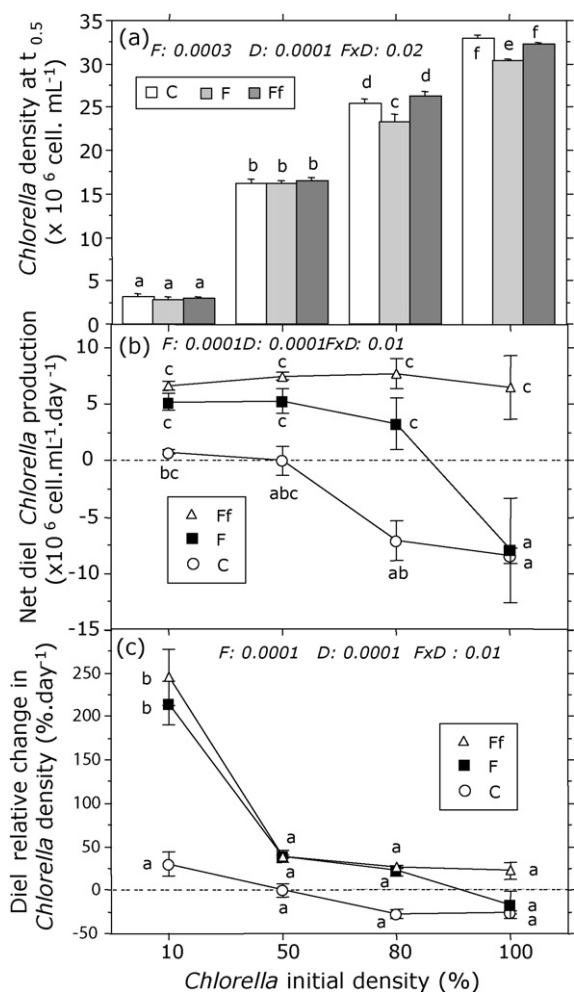 (a)
F: 0.0003 D: 0.0001 FxD: 0.02
C F Ff
Chlorella density at t 0.5
(x 10 6 cell. mL-1)
35
30
25
20
15
10
5
0
a a a
b b b
d c d
f e f
(b)
F: 0.0001D: 0.0001FxD: 0.01
Net diel Chlorella production
(x10 6 cell.mL-1.day-1)
10
5
0
-5
-10
-15
c c c c
c c c a
bc abc ab a
Ff
F
C
(c)
F: 0.0001 D: 0.0001 FxD : 0.01
Diel relative change in
Chlorella density (%.day-1)
250
200
150
100
50
0
-50
b
b
a
a
a
a
a
a
a
a
a
a
Ff
F
C
10 50 80 100
Chlorella initial density (%)